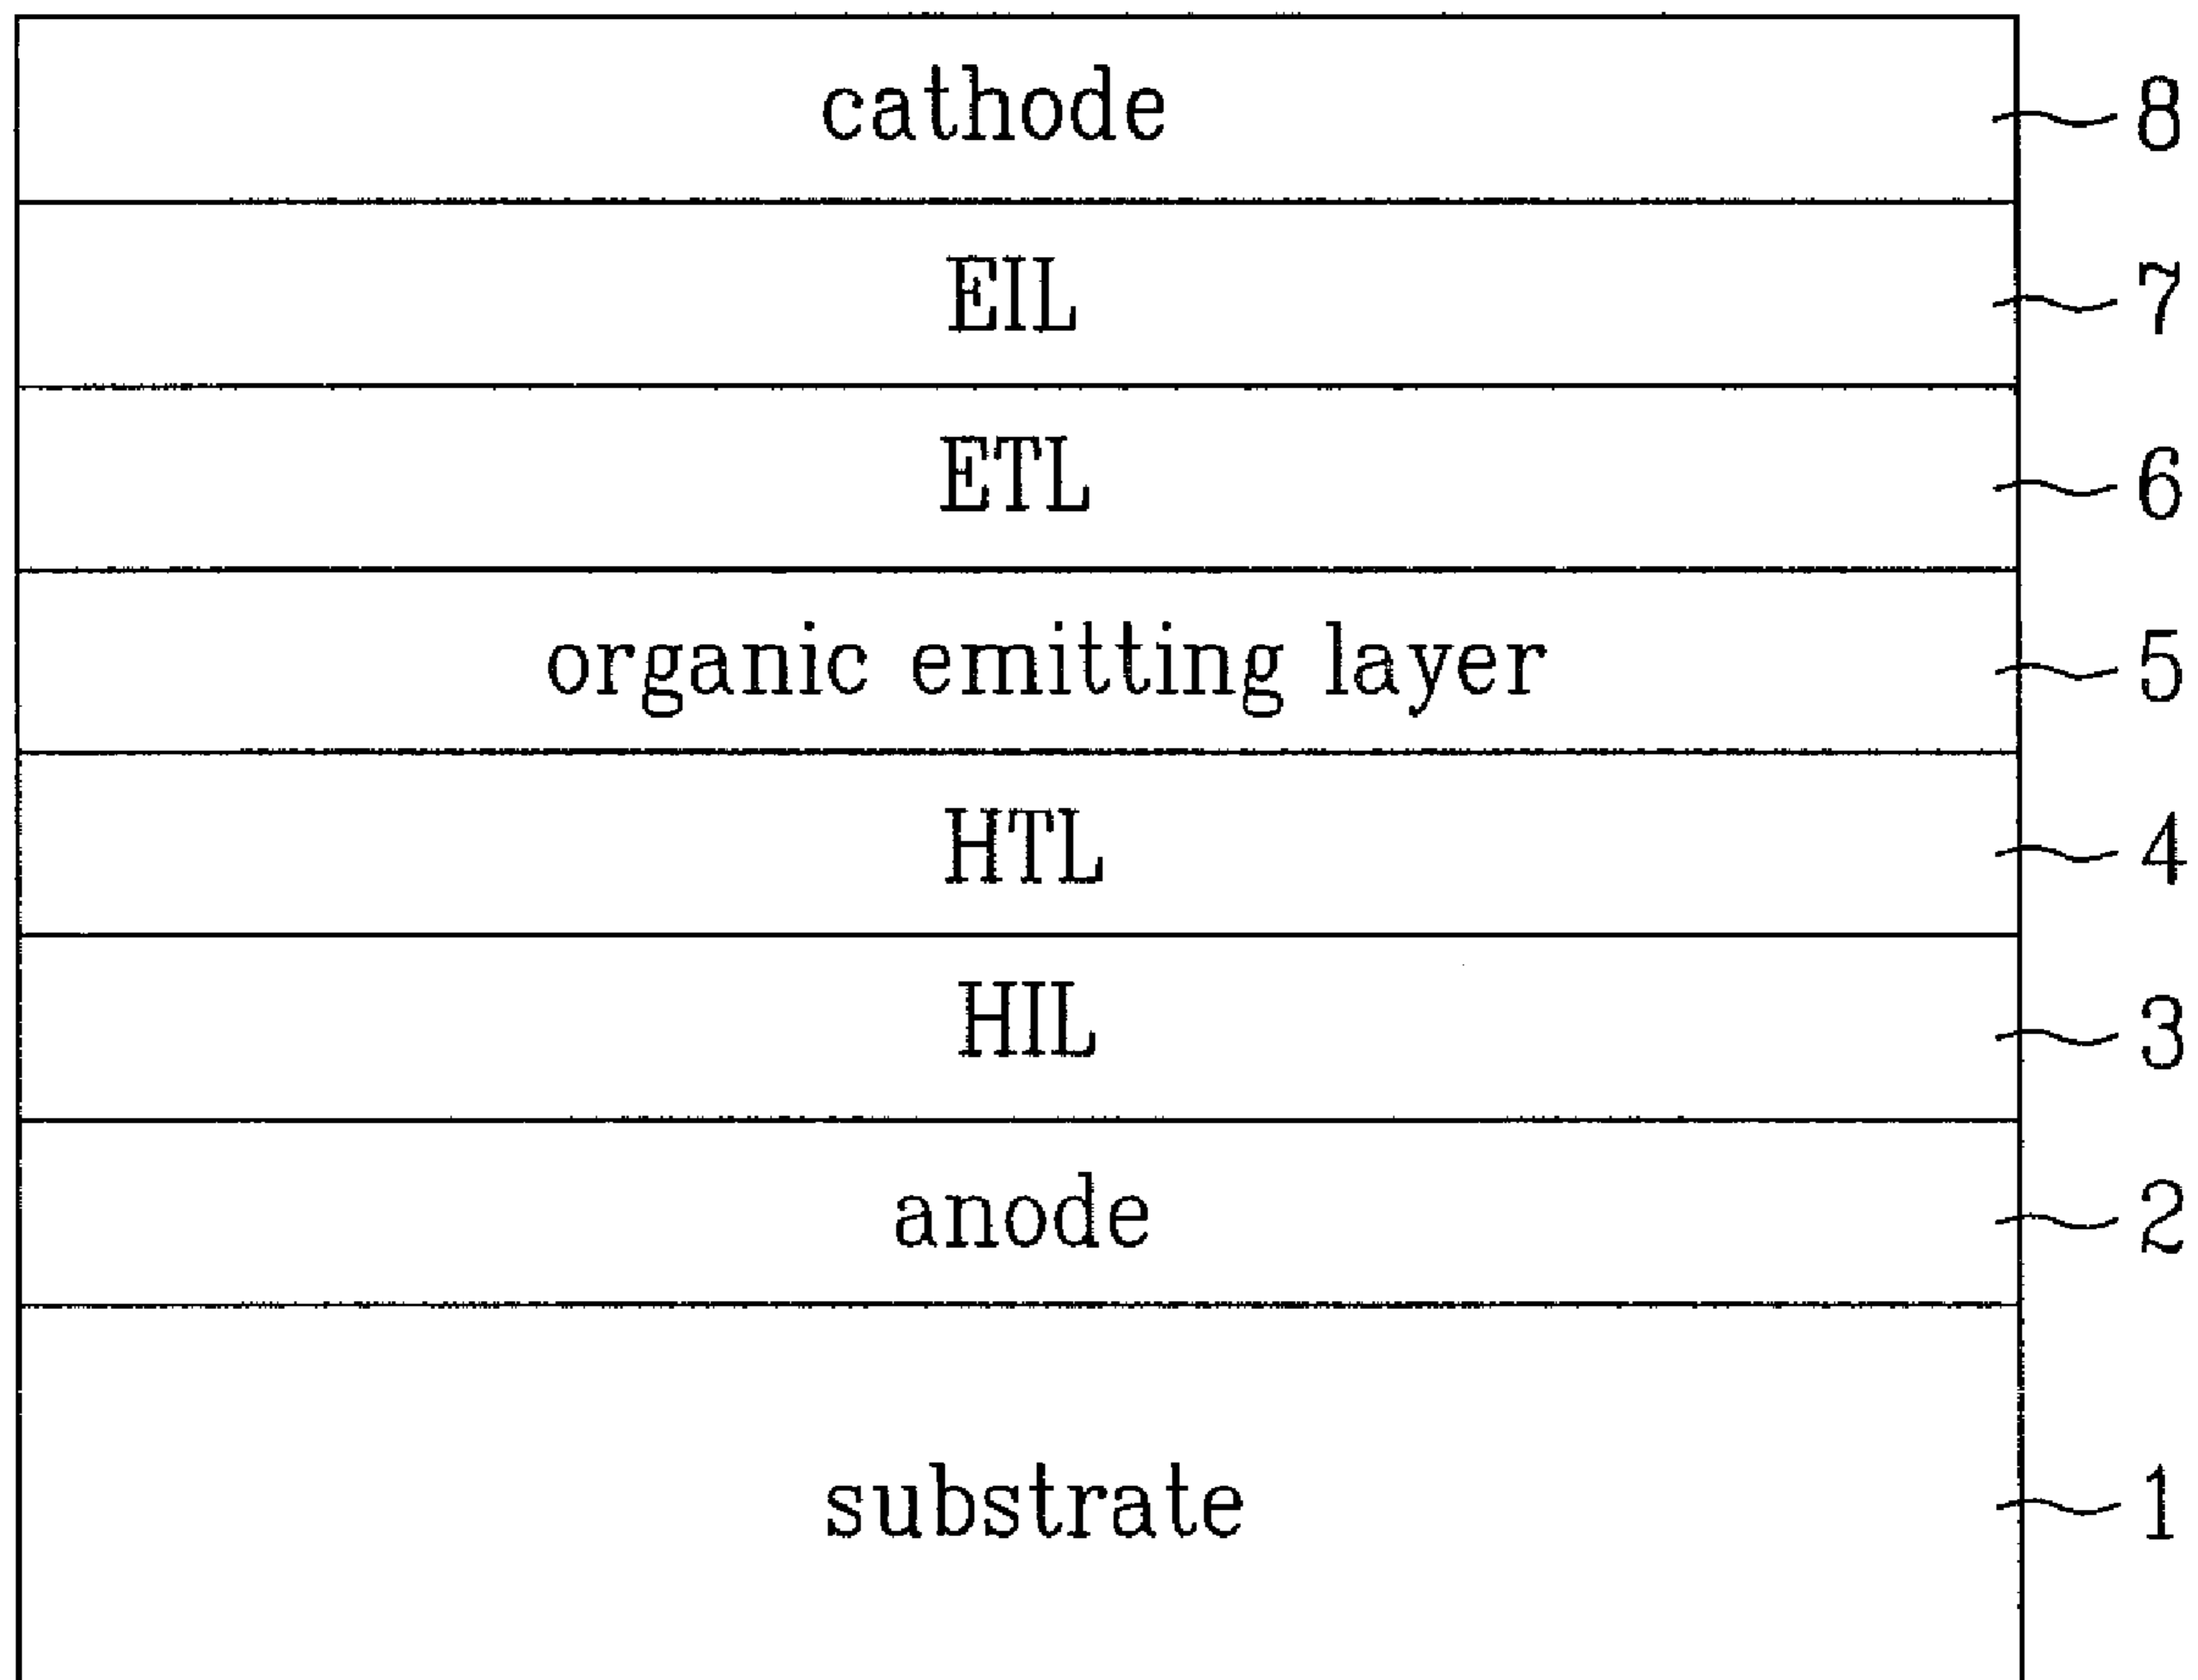 cathode 8
EIL 7
ETL 6
organic emitting layer 5
HTL 4
HIL 3
anode 2
substrate 1